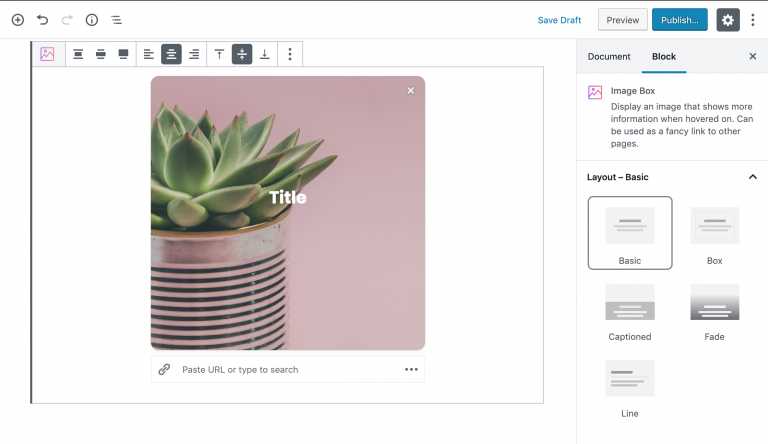 Save Draft
Preview
Publish...
Document
Block
Image Box
Display an image that shows more
information when hovered on. Can
be used as a fancy link to other
pages.
Layout – Basic
Title
Basic
Box
Captioned
Fade
Line
Paste URL or type to search